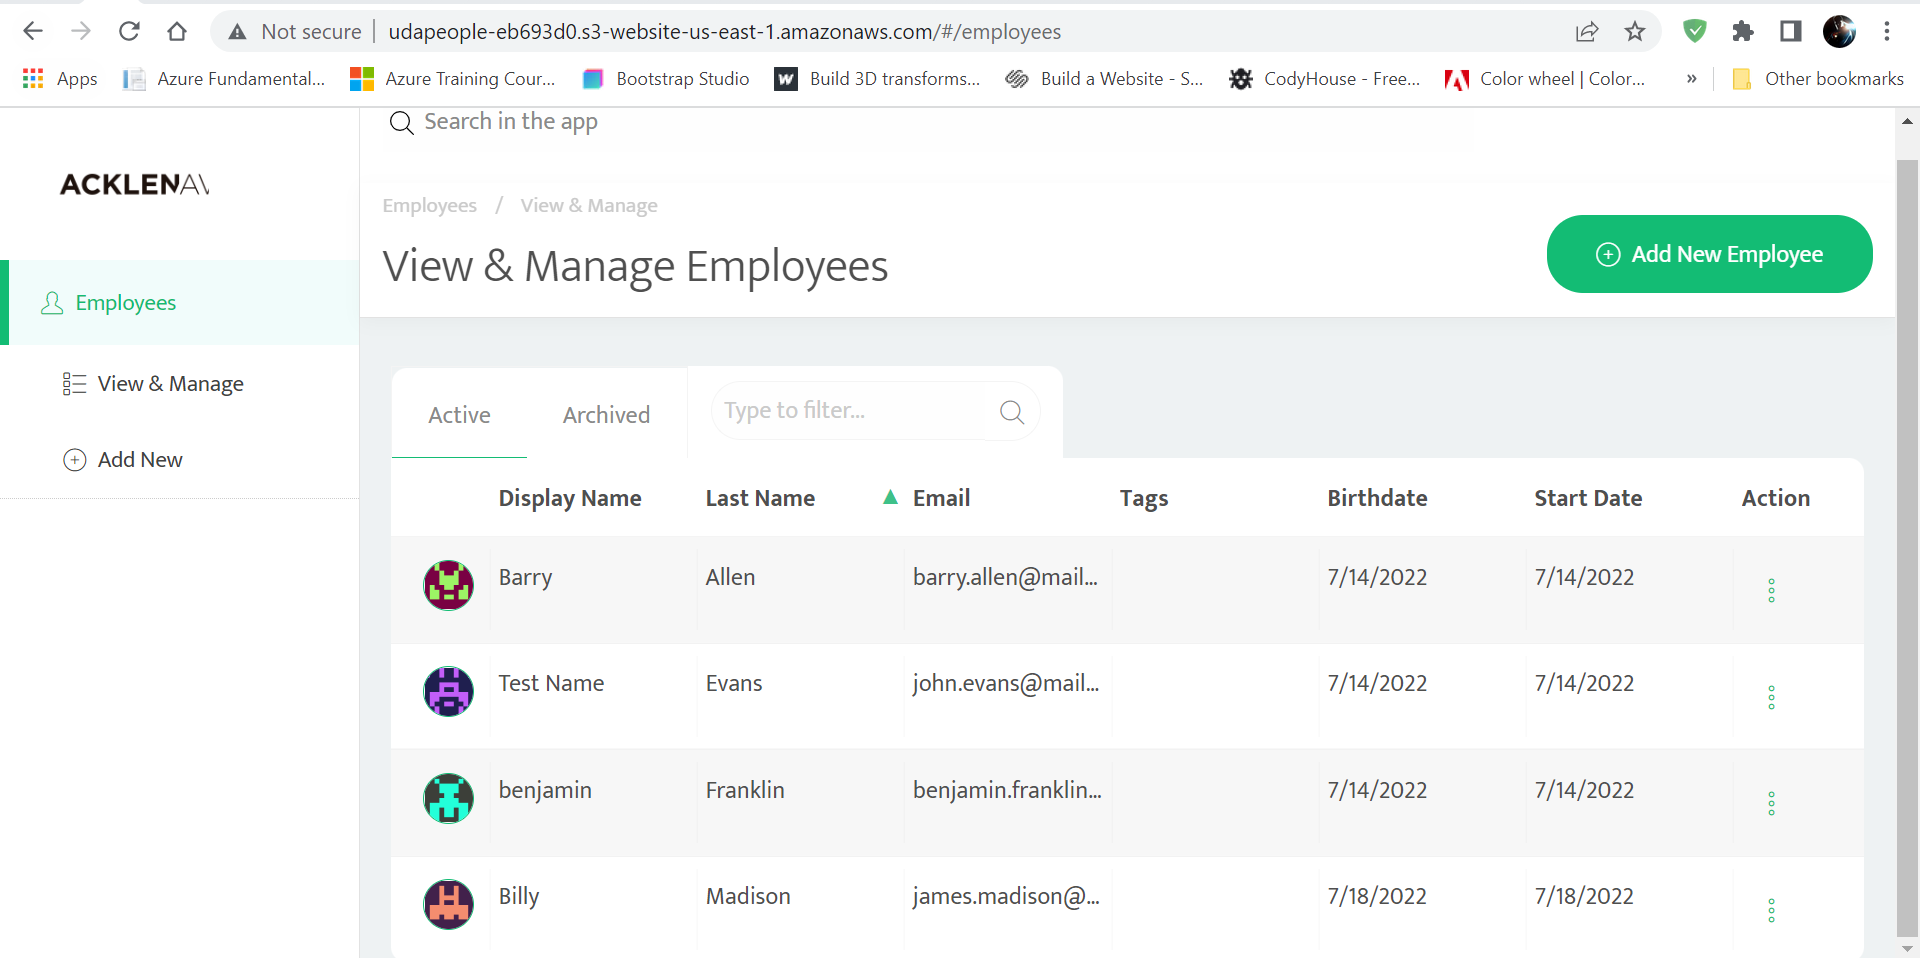 Not secure | udapeople-eb693d0.s3-website-us-east-1.amazonaws.com/#/employees
Apps Azure Fundamental... Azure Training Cour... Bootstrap Studio Build 3D transforms... Build a Website - S... CodyHouse - Free... Color wheel | Color... » Other bookmarks
Search in the app
ACKLENAV
Employees / View & Manage
View & Manage Employees
Add New Employee
Employees
View & Manage
Add New
Active Archived Type to filter...
Display Name Last Name ▲ Email Tags Birthdate Start Date Action
Barry Allen barry.allen@mail... 7/14/2022 7/14/2022
Test Name Evans john.evans@mail... 7/14/2022 7/14/2022
benjamin Franklin benjamin.franklin... 7/14/2022 7/14/2022
Billy Madison james.madison@... 7/18/2022 7/18/2022